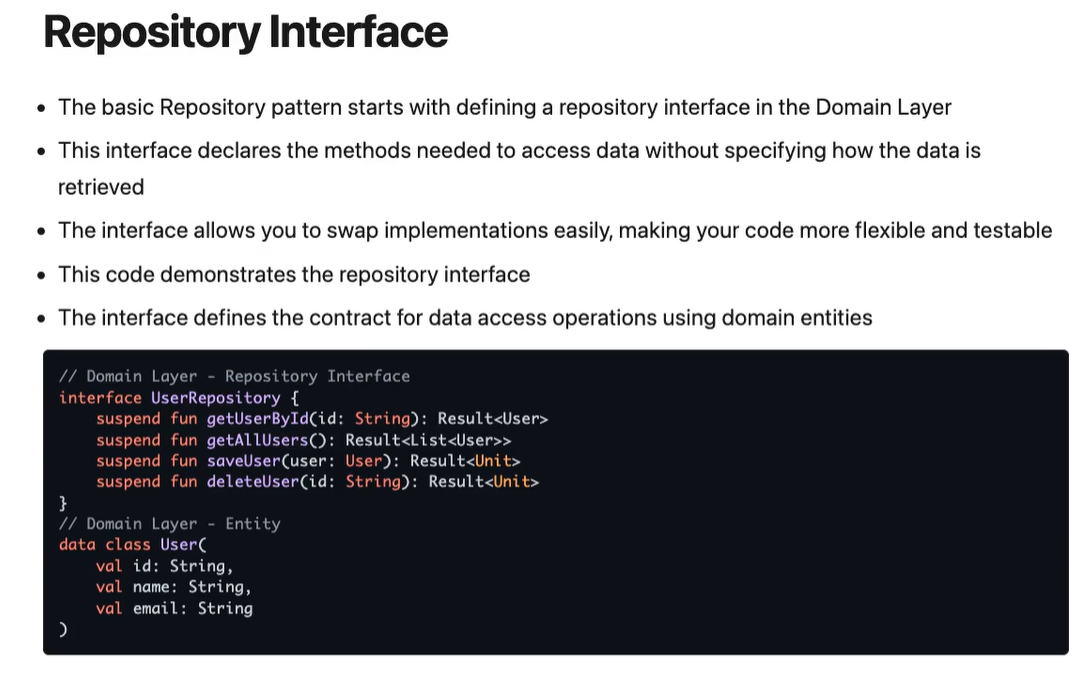 Repository Interface
• The basic Repository pattern starts with defining a repository interface in the Domain Layer
• This interface declares the methods needed to access data without specifying how the data is
retrieved
• The interface allows you to swap implementations easily, making your code more flexible and testable
• This code demonstrates the repository interface
• The interface defines the contract for data access operations using domain entities
// Domain Layer - Repository Interface
interface UserRepository {
    suspend fun getUserById(id: String): Result<User>
    suspend fun getAllUsers(): Result<List<User>>
    suspend fun saveUser(user: User): Result<Unit>
    suspend fun deleteUser(id: String): Result<Unit>
}
// Domain Layer - Entity
data class User(
    val id: String,
    val name: String,
    val email: String
)